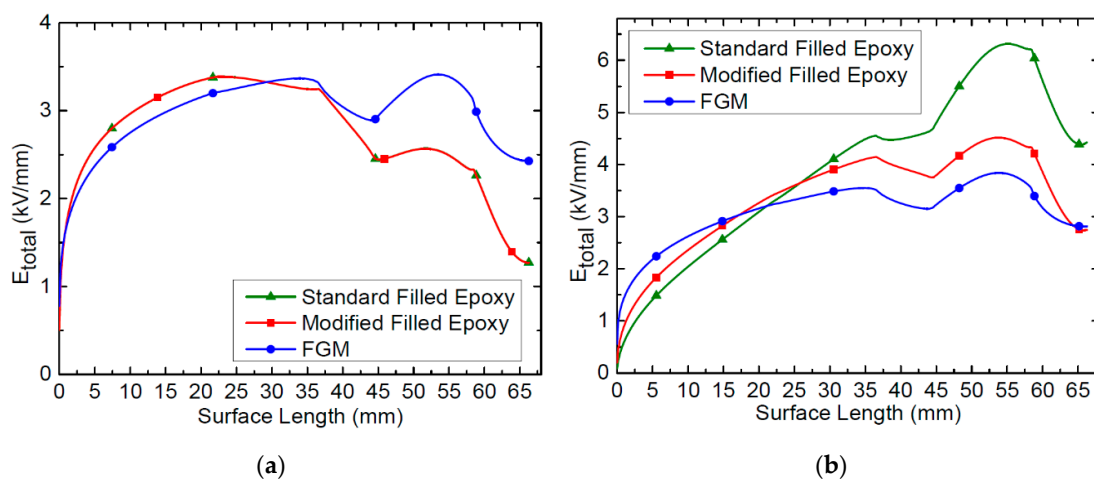 4
3
2
1
0
E_total (kV/mm)
Standard Filled Epoxy
Modified Filled Epoxy
FGM
0 5 10 15 20 25 30 35 40 45 50 55 60 65
Surface Length (mm)
(a)
6
5
4
3
2
1
0
E_total (kV/mm)
Standard Filled Epoxy
Modified Filled Epoxy
FGM
0 5 10 15 20 25 30 35 40 45 50 55 60 65
Surface Length (mm)
(b)